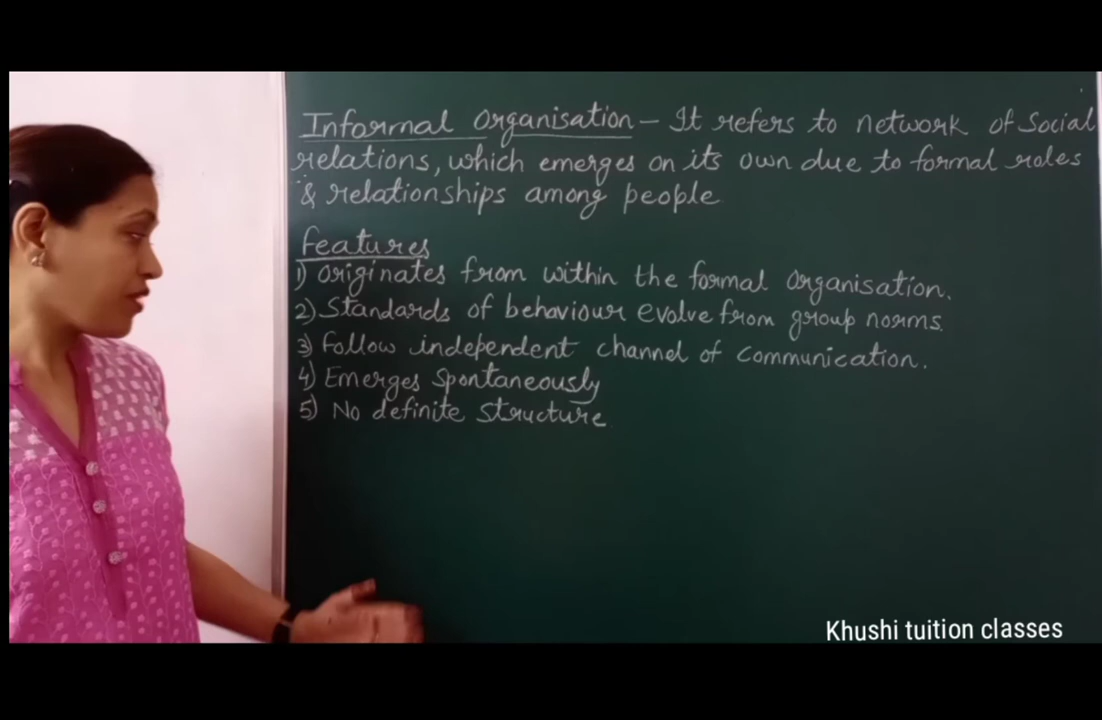 Informal Organisation - It refers to network of Social
relations, which emerges on its own due to formal roles
& relationships among people
Features
1) Originates from within the formal Organisation.
2) Standards of behaviour evolve from group norms.
3) Follow independent channel of Communication.
4) Emerges Spontaneously
5) No definite Structure.
Khushi tuition classes